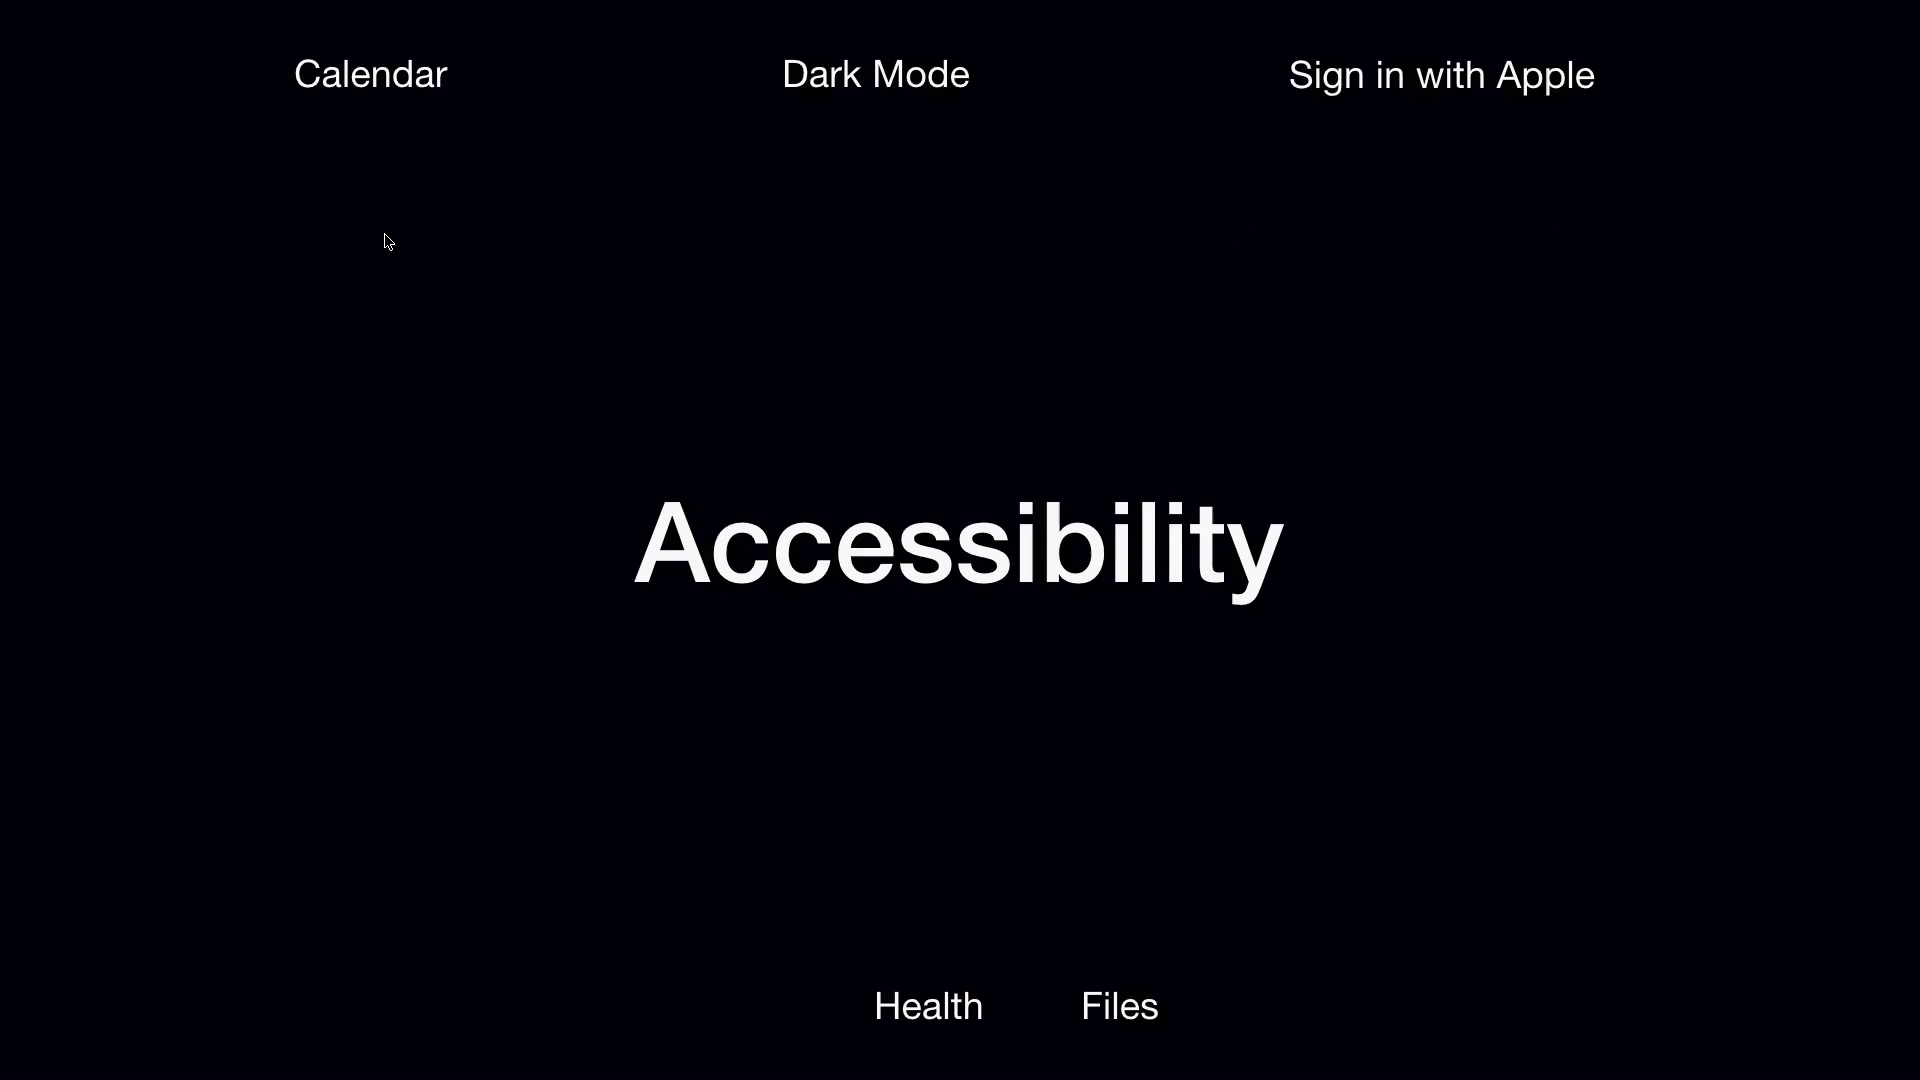 Calendar
Dark Mode
Sign in with Apple
Accessibility
Health
Files